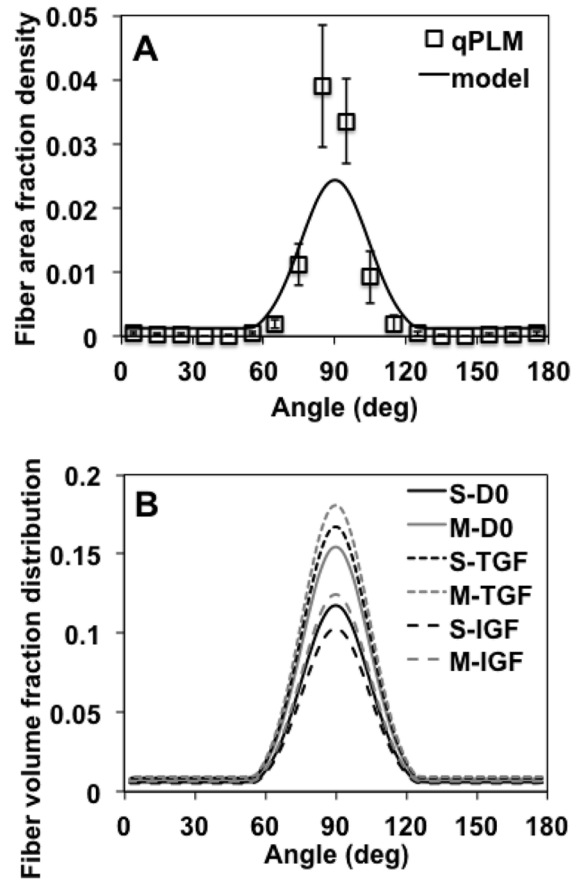 A
qPLM
model
Fiber area fraction density
0.05
0.04
0.03
0.02
0.01
0
0 30 60 90 120 150 180
Angle (deg)
B
S-D0
M-D0
S-TGF
M-TGF
S-IGF
M-IGF
Fiber volume fraction distribution
0.2
0.15
0.1
0.05
0
0 30 60 90 120 150 180
Angle (deg)